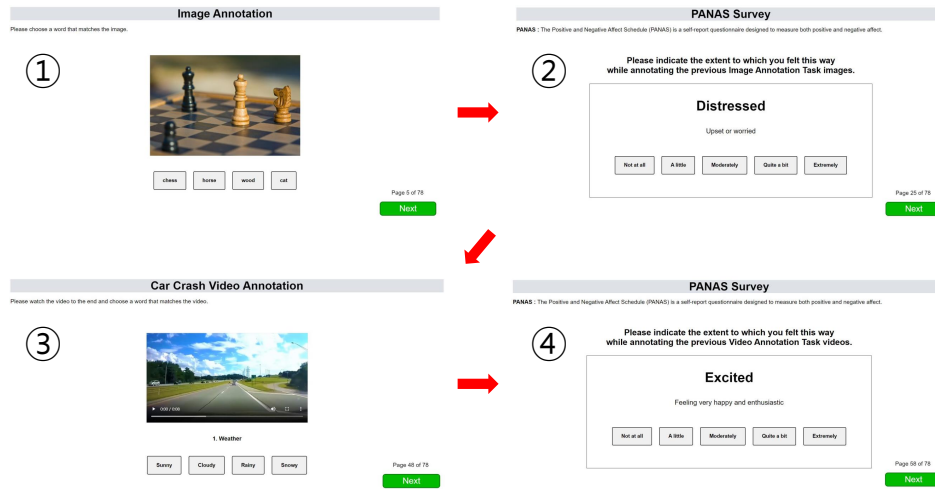 Image Annotation
Please choose a word that matches the image.
1
chess horse wood cat
Page 5 of 78
Next
PANAS Survey
PANAS : The Positive and Negative Affect Schedule (PANAS) is a self-report questionnaire designed to measure both positive and negative affect.
2
Please indicate the extent to which you felt this way
while annotating the previous Image Annotation Task images.
Distressed
Upset or worried
Not at all A little Moderately Quite a bit Extremely
Page 25 of 78
Next
Car Crash Video Annotation
Please watch the video to the end and choose a word that matches the video.
3
0:00 / 0:00
1. Weather
Sunny Cloudy Rainy Snowy
Page 48 of 78
Next
PANAS Survey
PANAS : The Positive and Negative Affect Schedule (PANAS) is a self-report questionnaire designed to measure both positive and negative affect.
4
Please indicate the extent to which you felt this way
while annotating the previous Video Annotation Task videos.
Excited
Feeling very happy and enthusiastic
Not at all A little Moderately Quite a bit Extremely
Page 58 of 78
Next